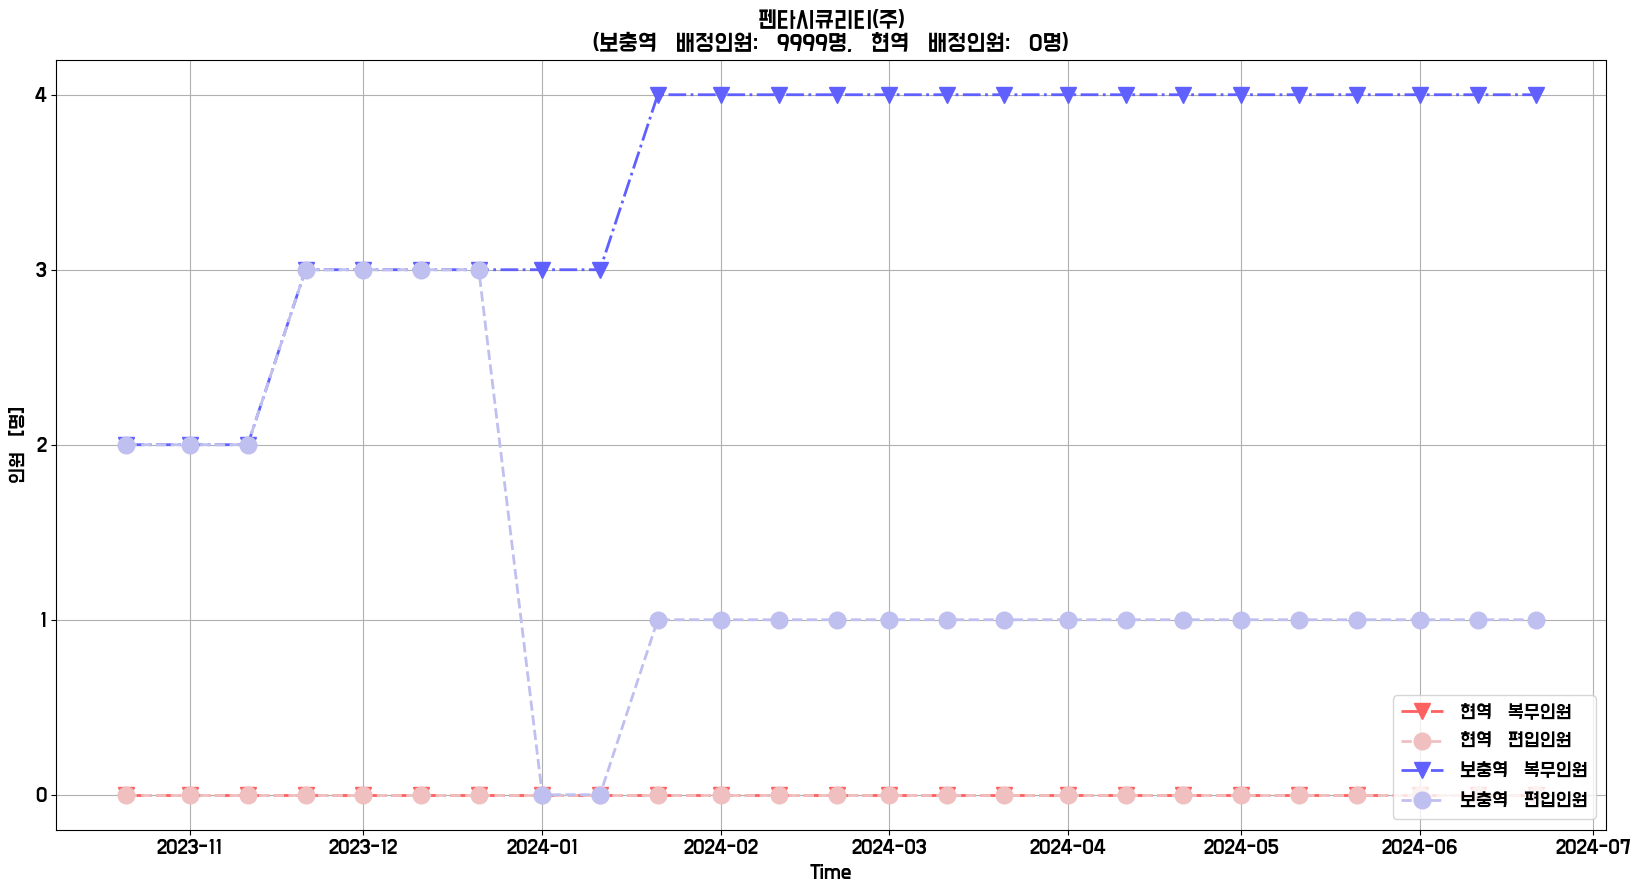 펜타시큐리티(주)
(보충역 배정인원: 9999명, 현역 배정인원: 0명)
인원 [명]
4
3
2
1
0
현역 복무인원
현역 편입인원
보충역 복무인원
보충역 편입인원
2023-11 2023-12 2024-01 2024-02 2024-03 2024-04 2024-05 2024-06 2024-07
Time